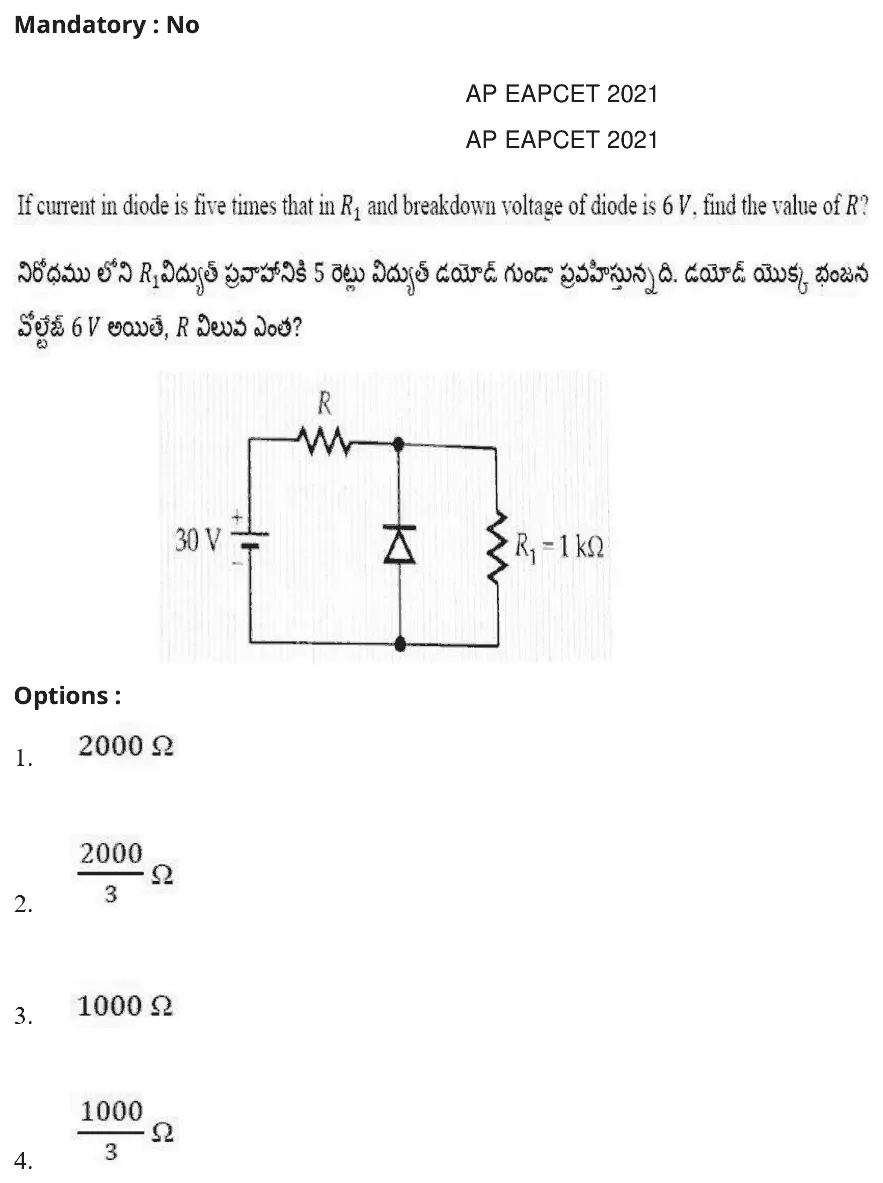 Mandatory : No
AP EAPCET 2021
AP EAPCET 2021
If current in diode is five times that in R₁ and breakdown voltage of diode is 6 V, find the value of R?
నిరోధము లోని R₁విద్యుత్ ప్రవాహానికి 5 రెట్లు విద్యుత్ డయోడ్ గుండా ప్రవహిస్తున్నది. డయోడ్ యొక్క భంజన
వోల్టేజ్ 6 V అయితే, R విలువ ఎంత?
R
+
30 V
−
R₁ = 1 kΩ
Options :
1. 2000 Ω
2. 2000/3 Ω
3. 1000 Ω
4. 1000/3 Ω